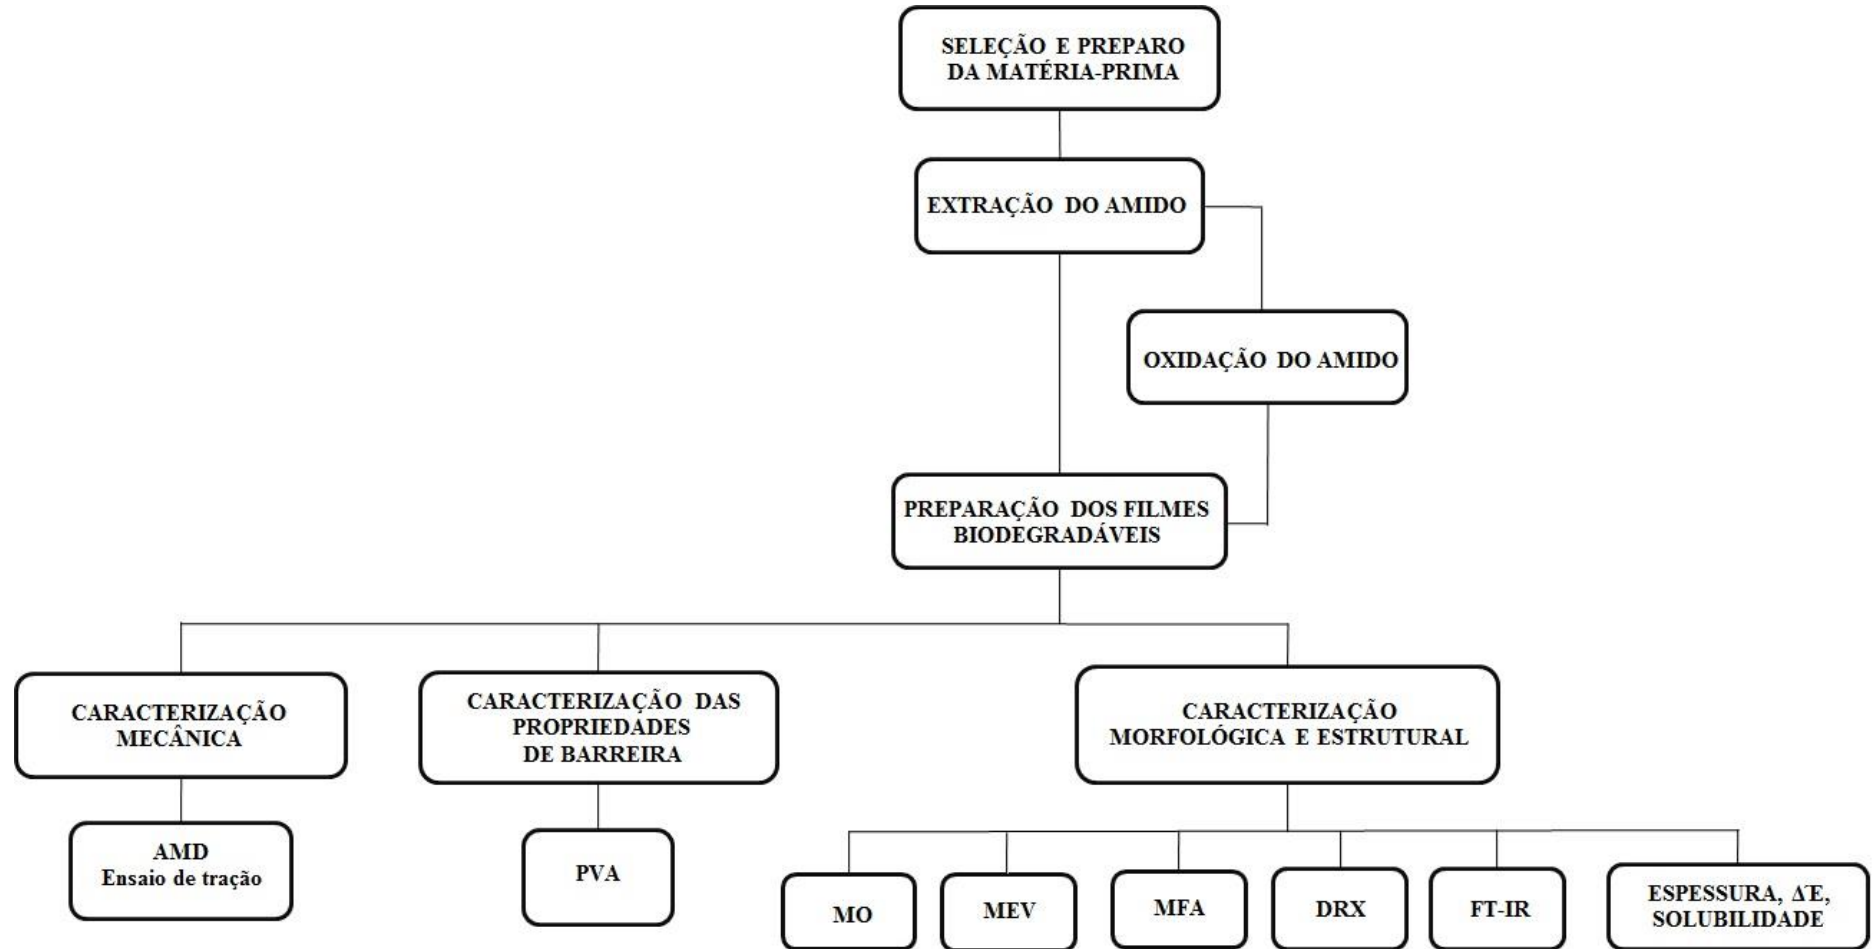 SELEÇÃO E PREPARO
DA MATÉRIA-PRIMA
EXTRAÇÃO DO AMIDO
OXIDAÇÃO DO AMIDO
PREPARAÇÃO DOS FILMES
BIODEGRADÁVEIS
CARACTERIZAÇÃO
MECÂNICA
CARACTERIZAÇÃO DAS
PROPRIEDADES
DE BARREIRA
CARACTERIZAÇÃO
MORFOLÓGICA E ESTRUTURAL
AMD
Ensaio de tração
PVA
MO
MEV
MFA
DRX
FT-IR
ESPESSURA, ΔE,
SOLUBILIDADE